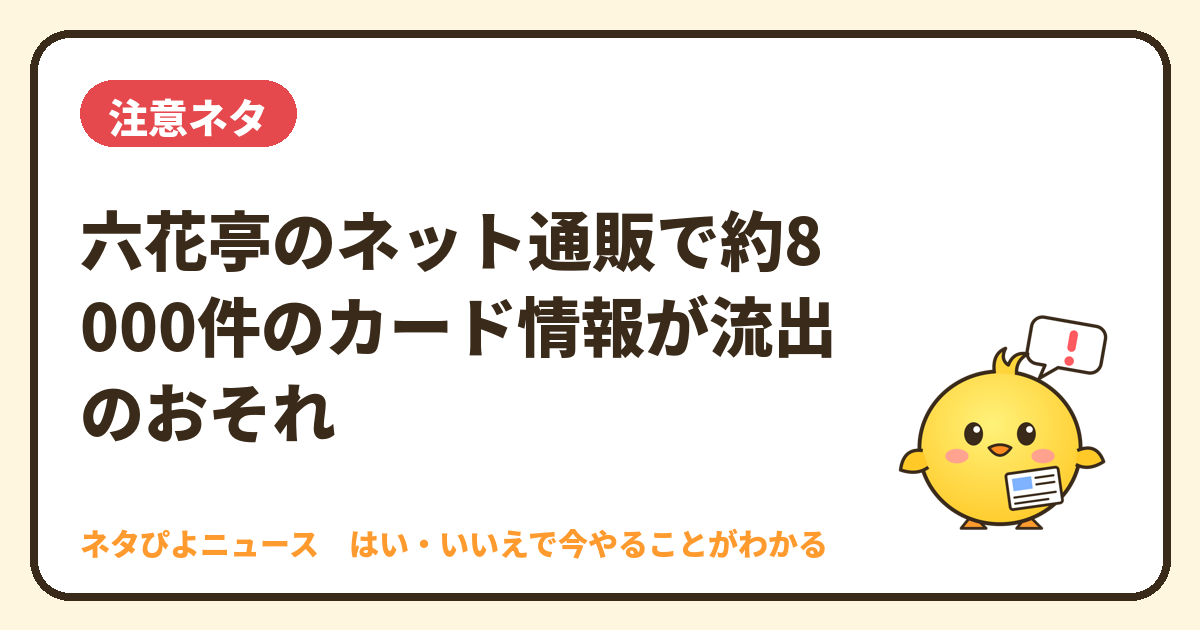 注意ネタ
六花亭のネット通販で約8
000件のカード情報が流出
のおそれ
!
ネタぴよニュース　はい・いいえで今やることがわかる